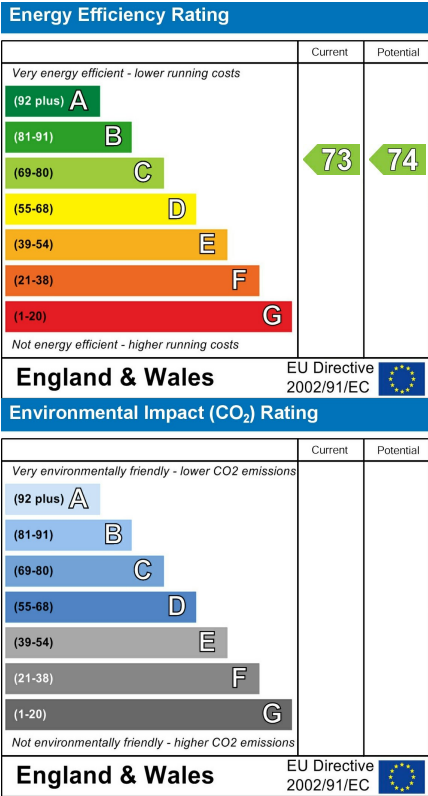 Energy Efficiency Rating
Current Potential
Very energy efficient - lower running costs
(92 plus) A
(81-91) B
(69-80) C
73 74
(55-68) D
(39-54) E
(21-38) F
(1-20) G
Not energy efficient - higher running costs
England & Wales
EU Directive
2002/91/EC
Environmental Impact (CO₂) Rating
Current Potential
Very environmentally friendly - lower CO2 emissions
(92 plus) A
(81-91) B
(69-80) C
(55-68) D
(39-54) E
(21-38) F
(1-20) G
Not environmentally friendly - higher CO2 emissions
England & Wales
EU Directive
2002/91/EC